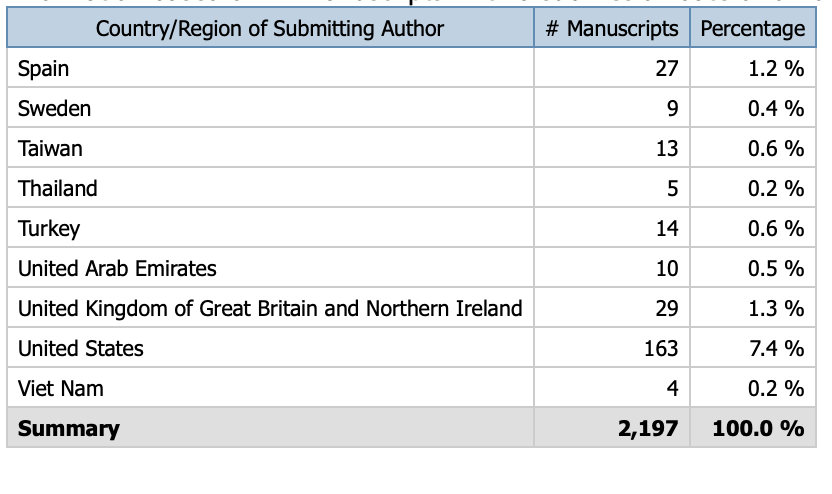 Country/Region of Submitting Author # Manuscripts Percentage
Spain 27 1.2 %
Sweden 9 0.4 %
Taiwan 13 0.6 %
Thailand 5 0.2 %
Turkey 14 0.6 %
United Arab Emirates 10 0.5 %
United Kingdom of Great Britain and Northern Ireland 29 1.3 %
United States 163 7.4 %
Viet Nam 4 0.2 %
Summary 2,197 100.0 %